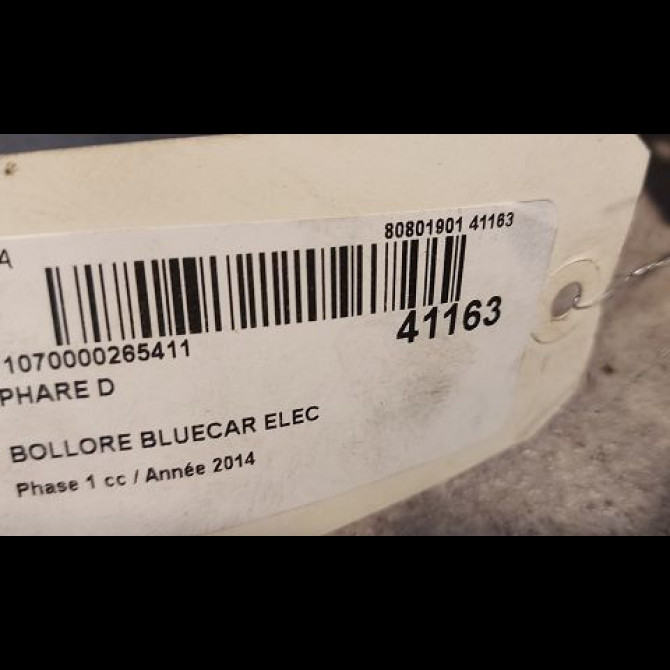 80801901 41163
A
1070000265411
41163
PHARE D
BOLLORE BLUECAR ELEC
Phase 1 cc / Année 2014